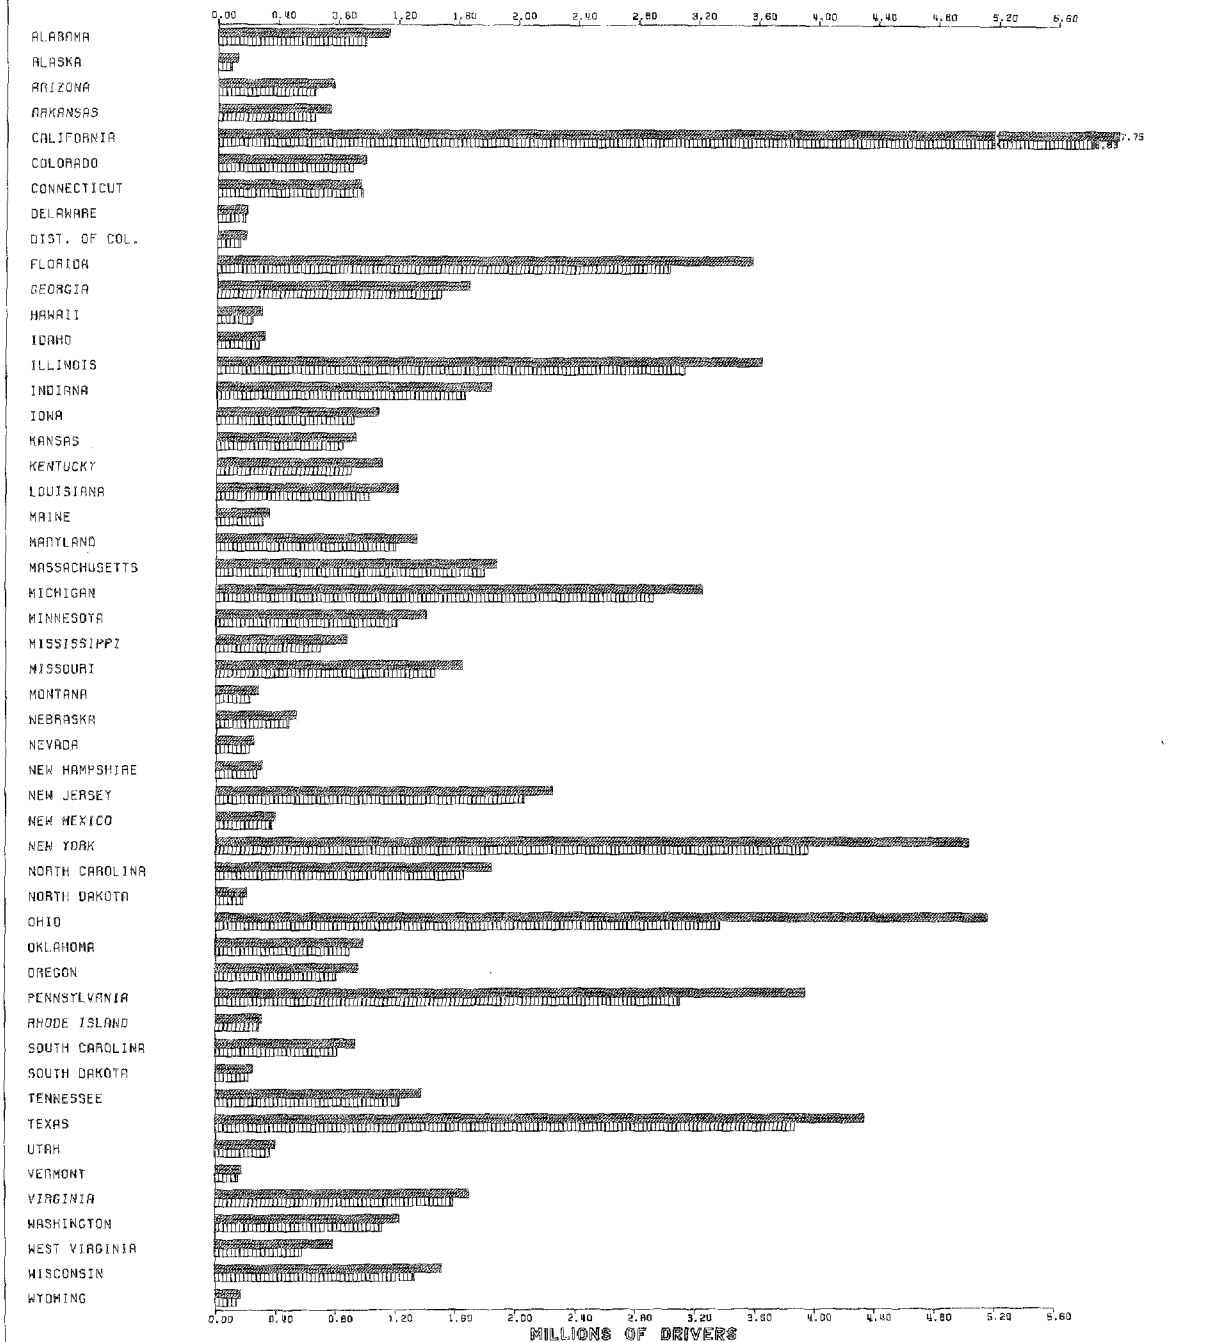 0.00 0.40 0.80 1.20 1.60 2.00 2.40 2.80 3.20 3.60 4.00 4.40 4.80 5.20 5.60
ALABAMA
ALASKA
ARIZONA
ARKANSAS
CALIFORNIA 7.75
6.83
COLORADO
CONNECTICUT
DELAWARE
DIST. OF COL.
FLORIDA
GEORGIA
HAWAII
IDAHO
ILLINOIS
INDIANA
IOWA
KANSAS
KENTUCKY
LOUISIANA
MAINE
MARYLAND
MASSACHUSETTS
MICHIGAN
MINNESOTA
MISSISSIPPI
MISSOURI
MONTANA
NEBRASKA
NEVADA
NEW HAMPSHIRE
NEW JERSEY
NEW MEXICO
NEW YORK
NORTH CAROLINA
NORTH DAKOTA
OHIO
OKLAHOMA
OREGON
PENNSYLVANIA
RHODE ISLAND
SOUTH CAROLINA
SOUTH DAKOTA
TENNESSEE
TEXAS
UTAH
VERMONT
VIRGINIA
WASHINGTON
WEST VIRGINIA
WISCONSIN
WYOMING
0.00 0.40 0.80 1.20 1.60 2.00 2.40 2.80 3.20 3.60 4.00 4.40 4.80 5.20 5.60
MILLIONS OF DRIVERS